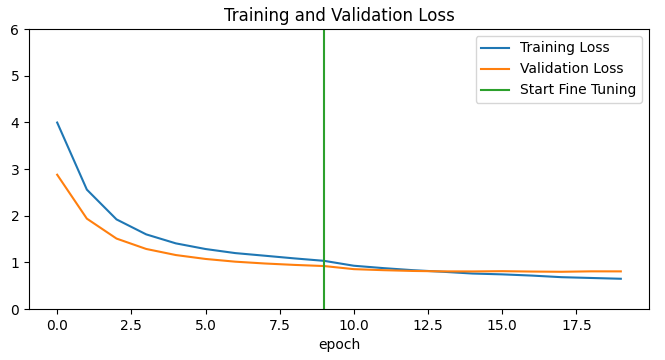 Training and Validation Loss
6
5
4
3
2
1
0
Training Loss
Validation Loss
Start Fine Tuning
0.0 2.5 5.0 7.5 10.0 12.5 15.0 17.5
epoch